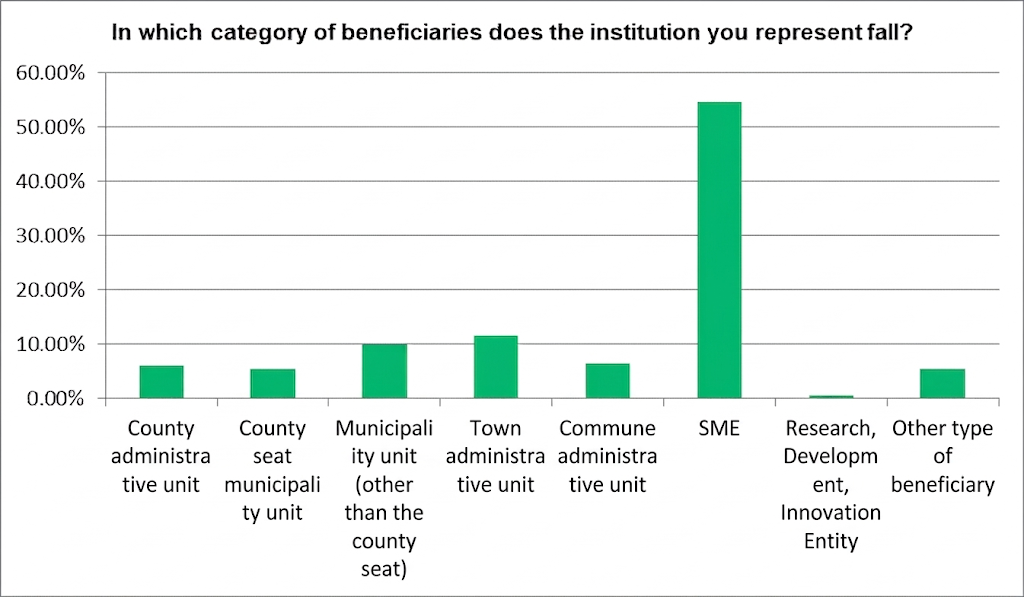 In which category of beneficiaries does the institution you represent fall?
60.00%
50.00%
40.00%
30.00%
20.00%
10.00%
0.00%
County
administra
tive unit
County
seat
municipali
ty unit
Municipali
ity unit
(other
than the
county
seat)
Town
administra
tive unit
Commune
administra
tive unit
SME
Research,
Developm
ent,
Innovation
Entity
Other type
of
beneficiary